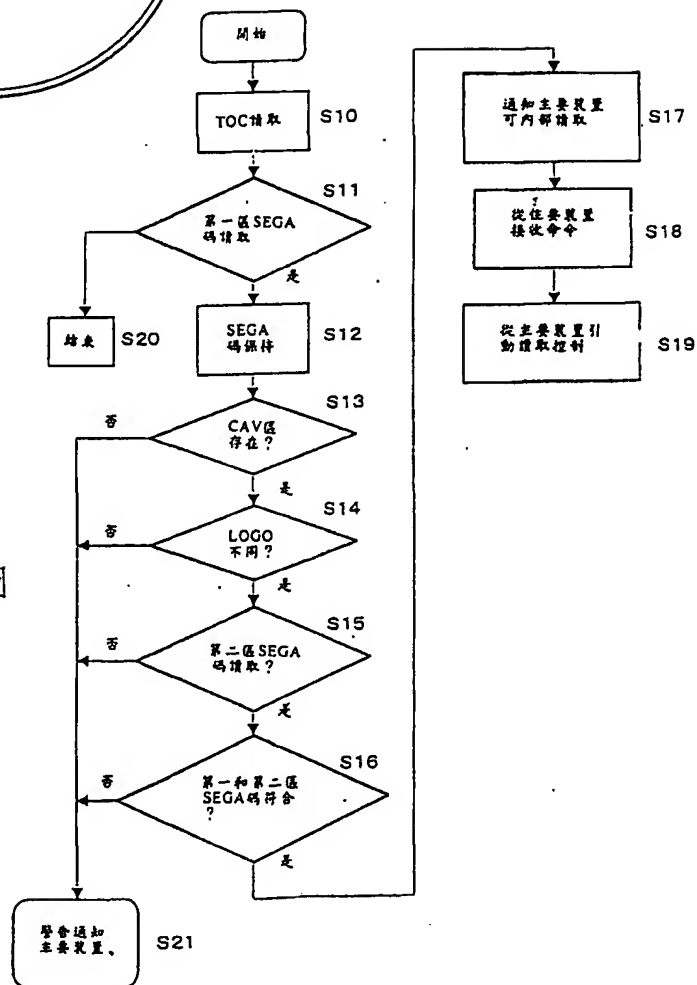 開始
TOC讀取
S10
S11
第一區SEGA
碼讀取
是
結束
S20
SEGA
碼保持
S12
S13
CAV區
存在？
否
是
S14
LOGO
不同？
否
是
S15
第二區SEGA
碼讀取？
否
是
S16
第一和第二區
SEGA碼符合
？
否
是
警告通知
主要裝置。
S21
通知主要裝置
可內部讀取
S17
從住要裝置
接收命令
S18
從主要裝置引
動讀取控制
S19